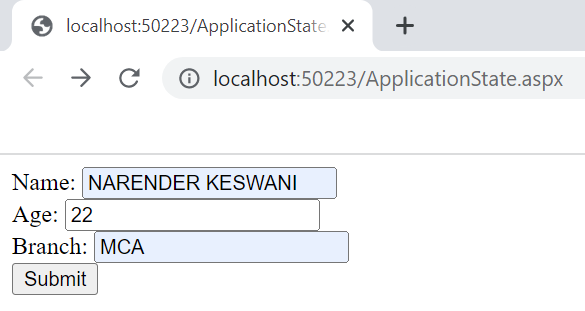 localhost:50223/ApplicationState
localhost:50223/ApplicationState.aspx
Name: NARENDER KESWANI
Age: 22
Branch: MCA
Submit